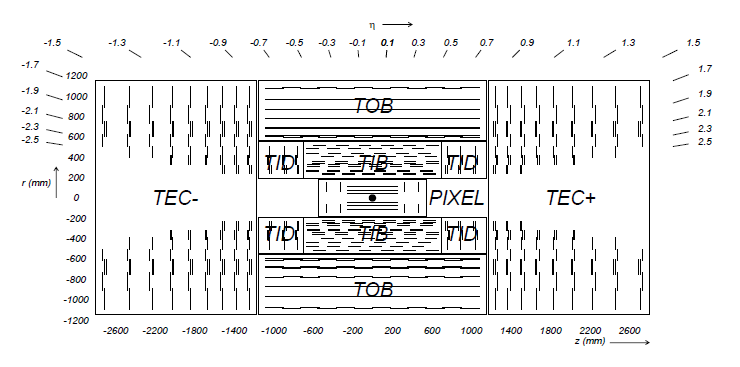 η
-1.5 -1.3 -1.1 -0.9 -0.7 -0.5 -0.3 -0.1 0.1 0.3 0.5 0.7 0.9 1.1 1.3 1.5
-1.7 1.7
-1.9 1.9
-2.1 2.1
-2.3 2.3
-2.5 2.5
1200
1000
800
600
400
200
0
-200
-400
-600
-800
-1000
-1200
r (mm)
TOB
TID TIB TID
TEC- PIXEL TEC+
TID TIB TID
TOB
-2600 -2200 -1800 -1400 -1000 -600 -200 200 600 1000 1400 1800 2200 2600
z (mm)